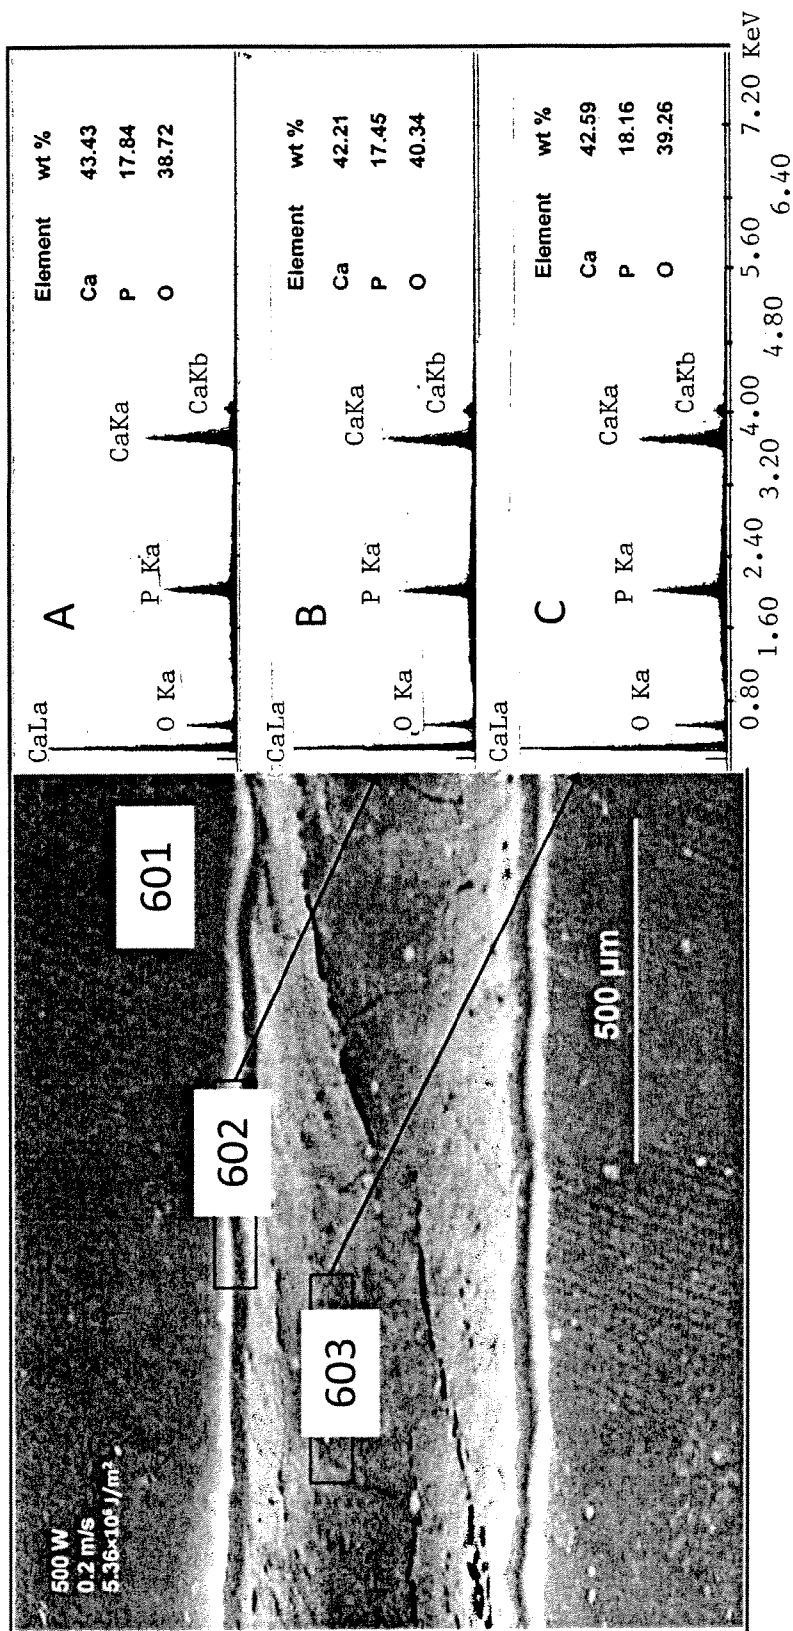 500 W
0.2 m/s
5.36×10⁶ J/m²
601
602
603
500 µm
A
CaLa
O Ka
P Ka
CaKa
CaKb
Element wt %
Ca 43.43
P 17.84
O 38.72
B
CaLa
O Ka
P Ka
CaKa
CaKb
Element wt %
Ca 42.21
P 17.45
O 40.34
C
CaLa
O Ka
P Ka
CaKa
CaKb
Element wt %
Ca 42.59
P 18.16
O 39.26
0.80 1.60 2.40 3.20 4.00 4.80 5.60 6.40 7.20 KeV